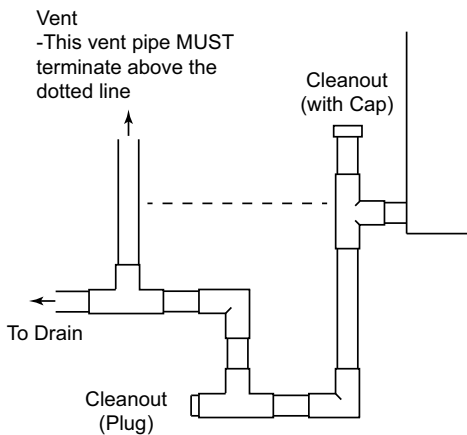 Vent
-This vent pipe MUST
terminate above the
dotted line
Cleanout
(with Cap)
To Drain
Cleanout
(Plug)